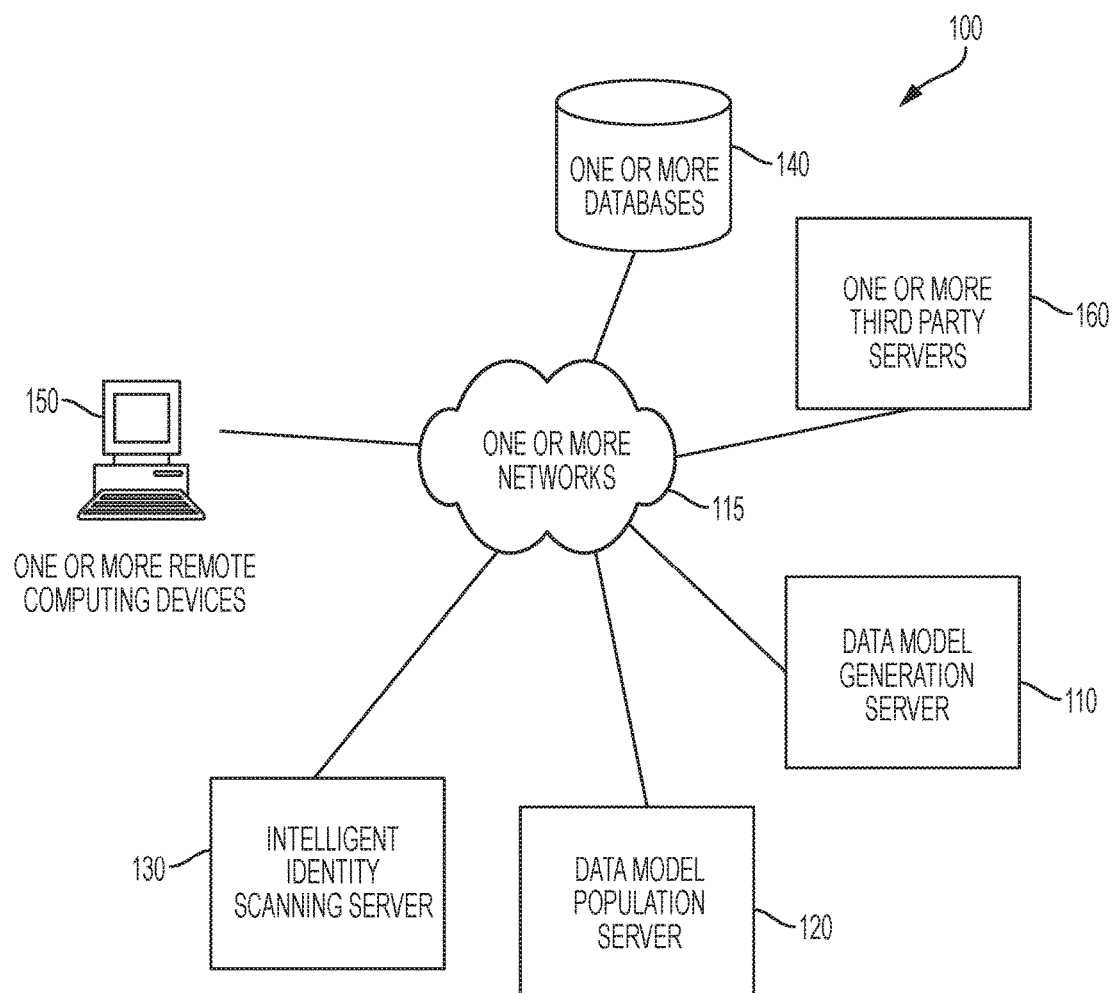 100
ONE OR MORE
DATABASES
140
ONE OR MORE
THIRD PARTY
SERVERS
160
150
ONE OR MORE REMOTE
COMPUTING DEVICES
ONE OR MORE
NETWORKS
115
DATA MODEL
GENERATION
SERVER
110
130
INTELLIGENT
IDENTITY
SCANNING SERVER
DATA MODEL
POPULATION
SERVER
120